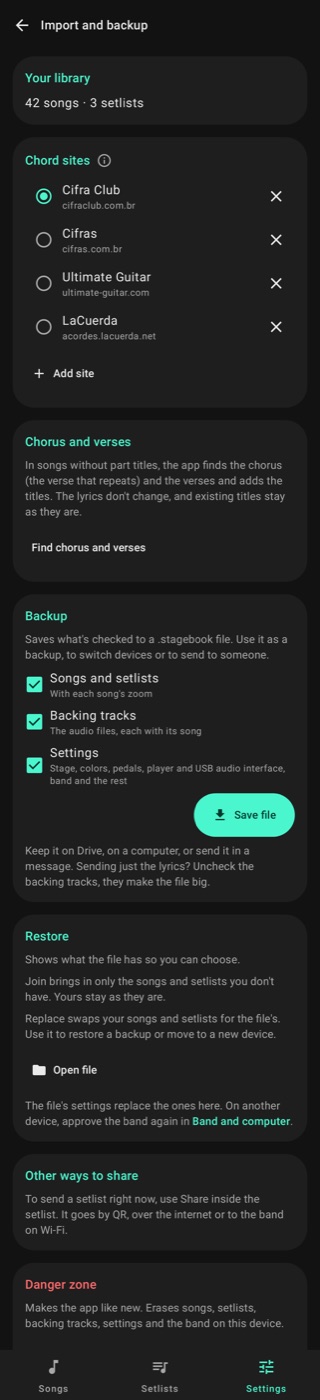 Import and backup
Your library
42 songs · 3 setlists
Chord sites
Cifra Club
cifraclub.com.br
Cifras
cifras.com.br
Ultimate Guitar
ultimate-guitar.com
LaCuerda
acordes.lacuerda.net
Add site
Chorus and verses
In songs without part titles, the app finds the chorus
(the verse that repeats) and the verses and adds the
titles. The lyrics don't change, and existing titles stay
as they are.
Find chorus and verses
Backup
Saves what's checked to a .stagebook file. Use it as a
backup, to switch devices or to send to someone.
Songs and setlists
With each song's zoom
Backing tracks
The audio files, each with its song
Settings
Stage, colors, pedals, player and USB audio interface,
band and the rest
Save file
Keep it on Drive, on a computer, or send it in a
message. Sending just the lyrics? Uncheck the
backing tracks, they make the file big.
Restore
Shows what the file has so you can choose.
Join brings in only the songs and setlists you don't
have. Yours stay as they are.
Replace swaps your songs and setlists for the file's.
Use it to restore a backup or move to a new device.
Open file
The file's settings replace the ones here. On another
device, approve the band again in Band and computer.
Other ways to share
To send a setlist right now, use Share inside the
setlist. It goes by QR, over the internet or to the band
on Wi-Fi.
Danger zone
Makes the app like new. Erases songs, setlists,
backing tracks, settings and the band on this device.
Songs
Setlists
Settings